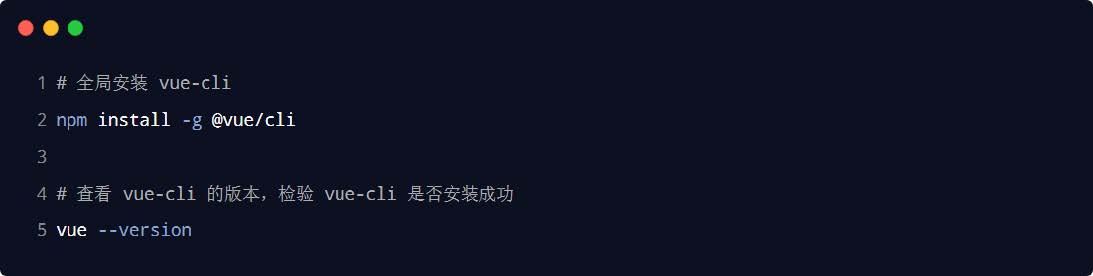 1 # 全局安装 vue-cli
2 npm install -g @vue/cli
3
4 # 查看 vue-cli 的版本，检验 vue-cli 是否安装成功
5 vue --version